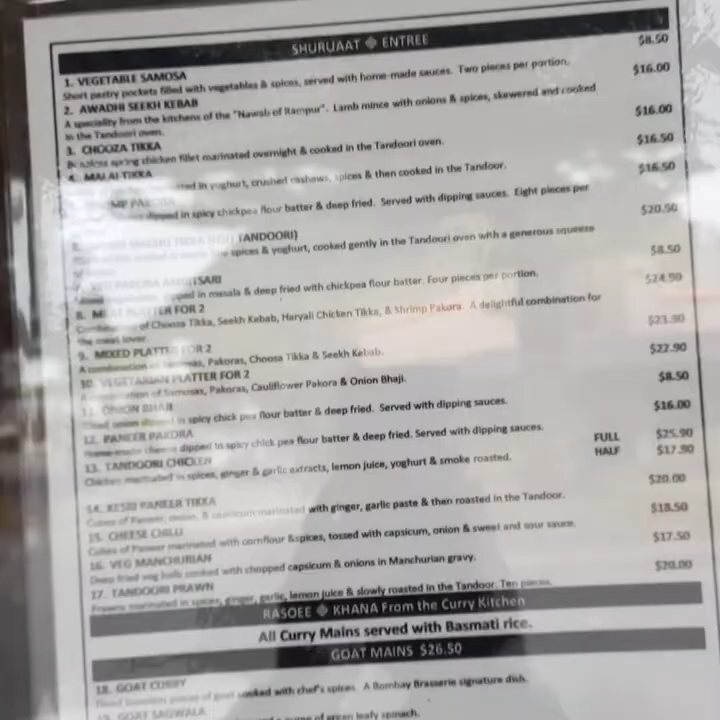 SHURUAAT ◆ ENTREE
1. VEGETABLE SAMOSA $8.50
Short pastry pockets filled with vegetables & spices, served with home-made sauces. Two pieces per portion.
2. AWADHI SEEKH KEBAB $16.00
A speciality from the kitchens of the "Nawab of Rampur". Lamb mince with onions & spices, skewered and cooked
in the Tandoori oven.
3. CHOOZA TIKKA $16.00
spring chicken fillet marinated overnight & cooked in the Tandoori oven.
4. MALAI TIKKA $16.50
in yoghurt, crushed cashews, spices & then cooked in the Tandoor.
PAKORA $16.50
dipped in spicy chickpea flour batter & deep fried. Served with dipping sauces. Eight pieces per
TANDOORI) $20.50
spices & yoghurt, cooked gently in the Tandoori oven with a generous squeeze
PAKORA AMRITSARI $8.50
in mesala & deep fried with chickpea flour batter. Four pieces per portion.
8. MEAT PLATTER FOR 2 $24.90
of Chooza Tikka, Seekh Kebab, Haryali Chicken Tikka, & Shrimp Pakora. A delightful combination for
the meat lover.
9. MIXED PLATTER FOR 2 $23.90
A combination of Pakoras, Choosa Tikka & Seekh Kebab.
10. VEGETARIAN PLATTER FOR 2 $22.90
A combination of Samosas, Pakoras, Cauliflower Pakora & Onion Bhaji.
11. ONION BHAJI $8.50
onion dipped in spicy chick pea flour batter & deep fried. Served with dipping sauces.
12. PANEER PAKORA $16.00
Home-made cheese dipped in spicy chick pea flour batter & deep fried. Served with dipping sauces.
13. TANDOORI CHICKEN FULL $25.90
Chicken marinated in spices, ginger & garlic extracts, lemon juice, yoghurt & smoke roasted. HALF $17.90
14. KESRI PANEER TIKKA $20.00
Cubes of Paneer, onion, & capsicum marinated with ginger, garlic paste & then roasted in the Tandoor.
15. CHEESE CHILLI $18.50
Cubes of Paneer marinated with cornflour &spices, tossed with capsicum, onion & sweet and sour sauce.
16. VEG MANCHURIAN $17.50
Deep fried veg balls cooked with chopped capsicum & onions in Manchurian gravy.
17. TANDOORI PRAWN $20.00
Prawns marinated in spices, ginger, garlic, lemon juice & slowly roasted in the Tandoor. Ten pieces.
RASOEE ◆ KHANA From the Curry Kitchen
All Curry Mains served with Basmati rice.
GOAT MAINS $26.50
18. GOAT CURRY
pieces of goat cooked with chef's spices. A Bombay Brasserie signature dish.
19. GOAT SAGWALA
puree of green leafy spinach.